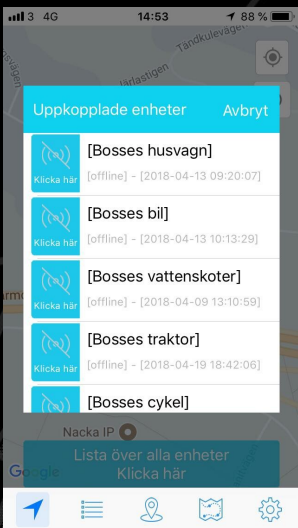 3 4G 14:53 88 %
Tandkulevägen
Järlastigen
Uppkopplade enheter Avbryt
[Bosses husvagn]
[offline] - [2018-04-13 09:20:07]
Klicka här
[Bosses bil]
[offline] - [2018-04-13 10:13:29]
Klicka här
[Bosses vattenskoter]
[offline] - [2018-04-09 13:10:59]
Klicka här
[Bosses traktor]
[offline] - [2018-04-19 18:42:06]
Klicka här
[Bosses cykel]
Nacka IP
Lista över alla enheter
Klicka här
Google